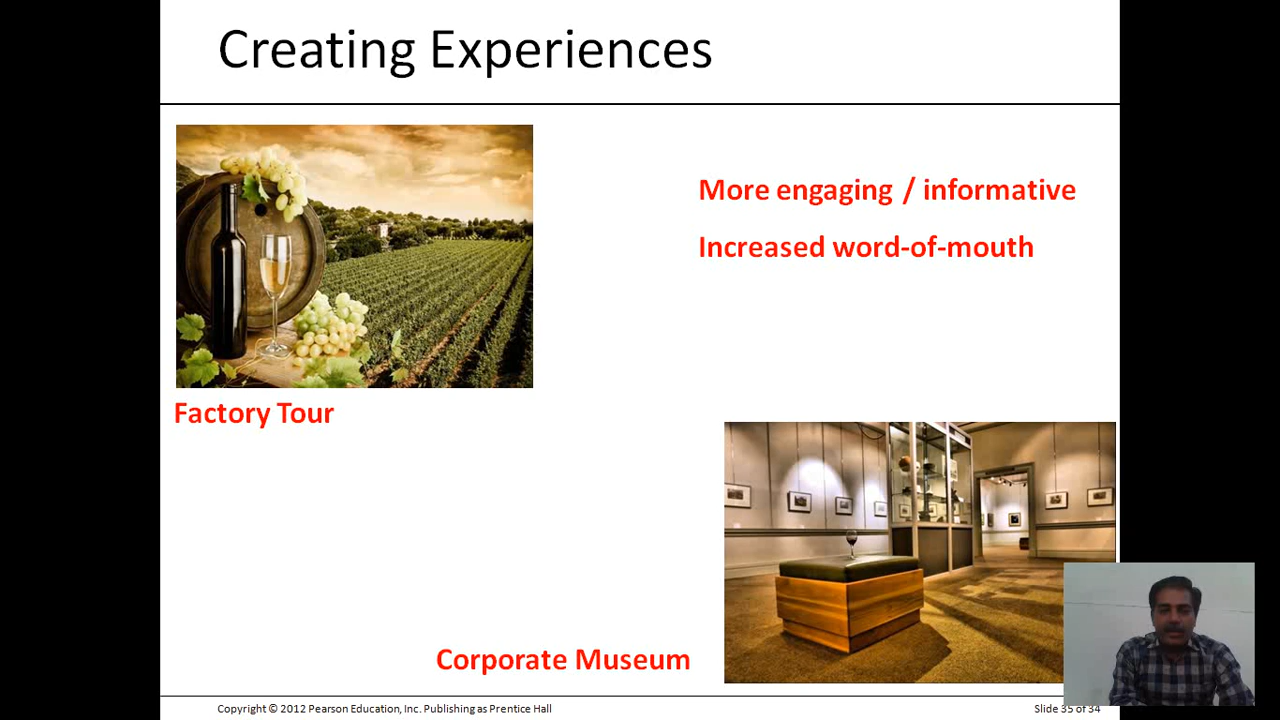 Creating Experiences
More engaging / informative
Increased word-of-mouth
Factory Tour
Corporate Museum
Copyright © 2012 Pearson Education, Inc. Publishing as Prentice Hall
Slide 35 of 34